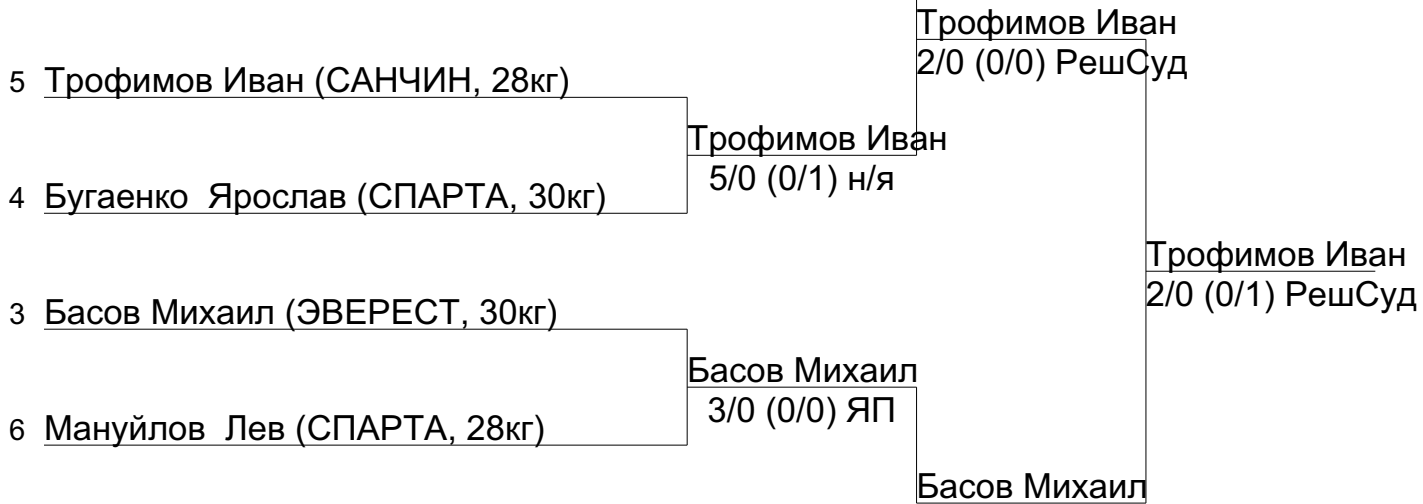 Трофимов Иван
2/0 (0/0) РешСуд
5 Трофимов Иван (САНЧИН, 28кг)
Трофимов Иван
5/0 (0/1) н/я
4 Бугаенко  Ярослав (СПАРТА, 30кг)
Трофимов Иван
2/0 (0/1) РешСуд
3 Басов Михаил (ЭВЕРЕСТ, 30кг)
Басов Михаил
3/0 (0/0) ЯП
6 Мануйлов  Лев (СПАРТА, 28кг)
Басов Михаил